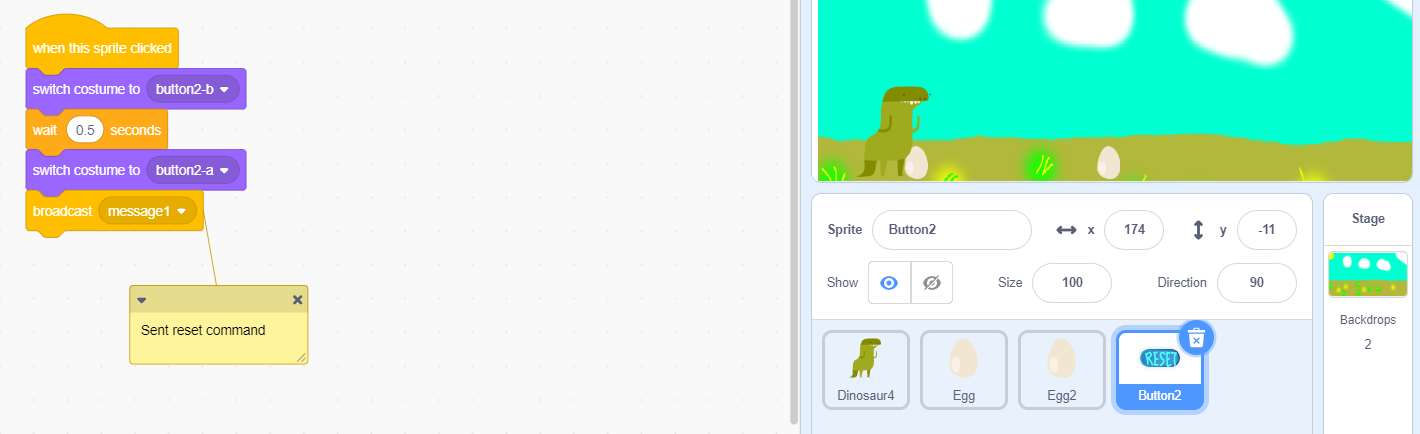 when this sprite clicked
switch costume to button2-b
wait 0.5 seconds
switch costume to button2-a
broadcast message1
Sent reset command
Sprite Button2 x 174 y -11
Show Size 100 Direction 90
Dinosaur4 Egg Egg2 RESET Button2
Stage
Backdrops
2